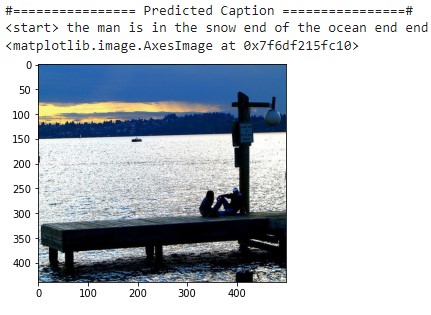 #=============== Predicted Caption ===============#
<start> the man is in the snow end of the ocean end end
<matplotlib.image.AxesImage at 0x7f6df215fc10>
0
50
100
150
200
250
300
350
400
0 100 200 300 400